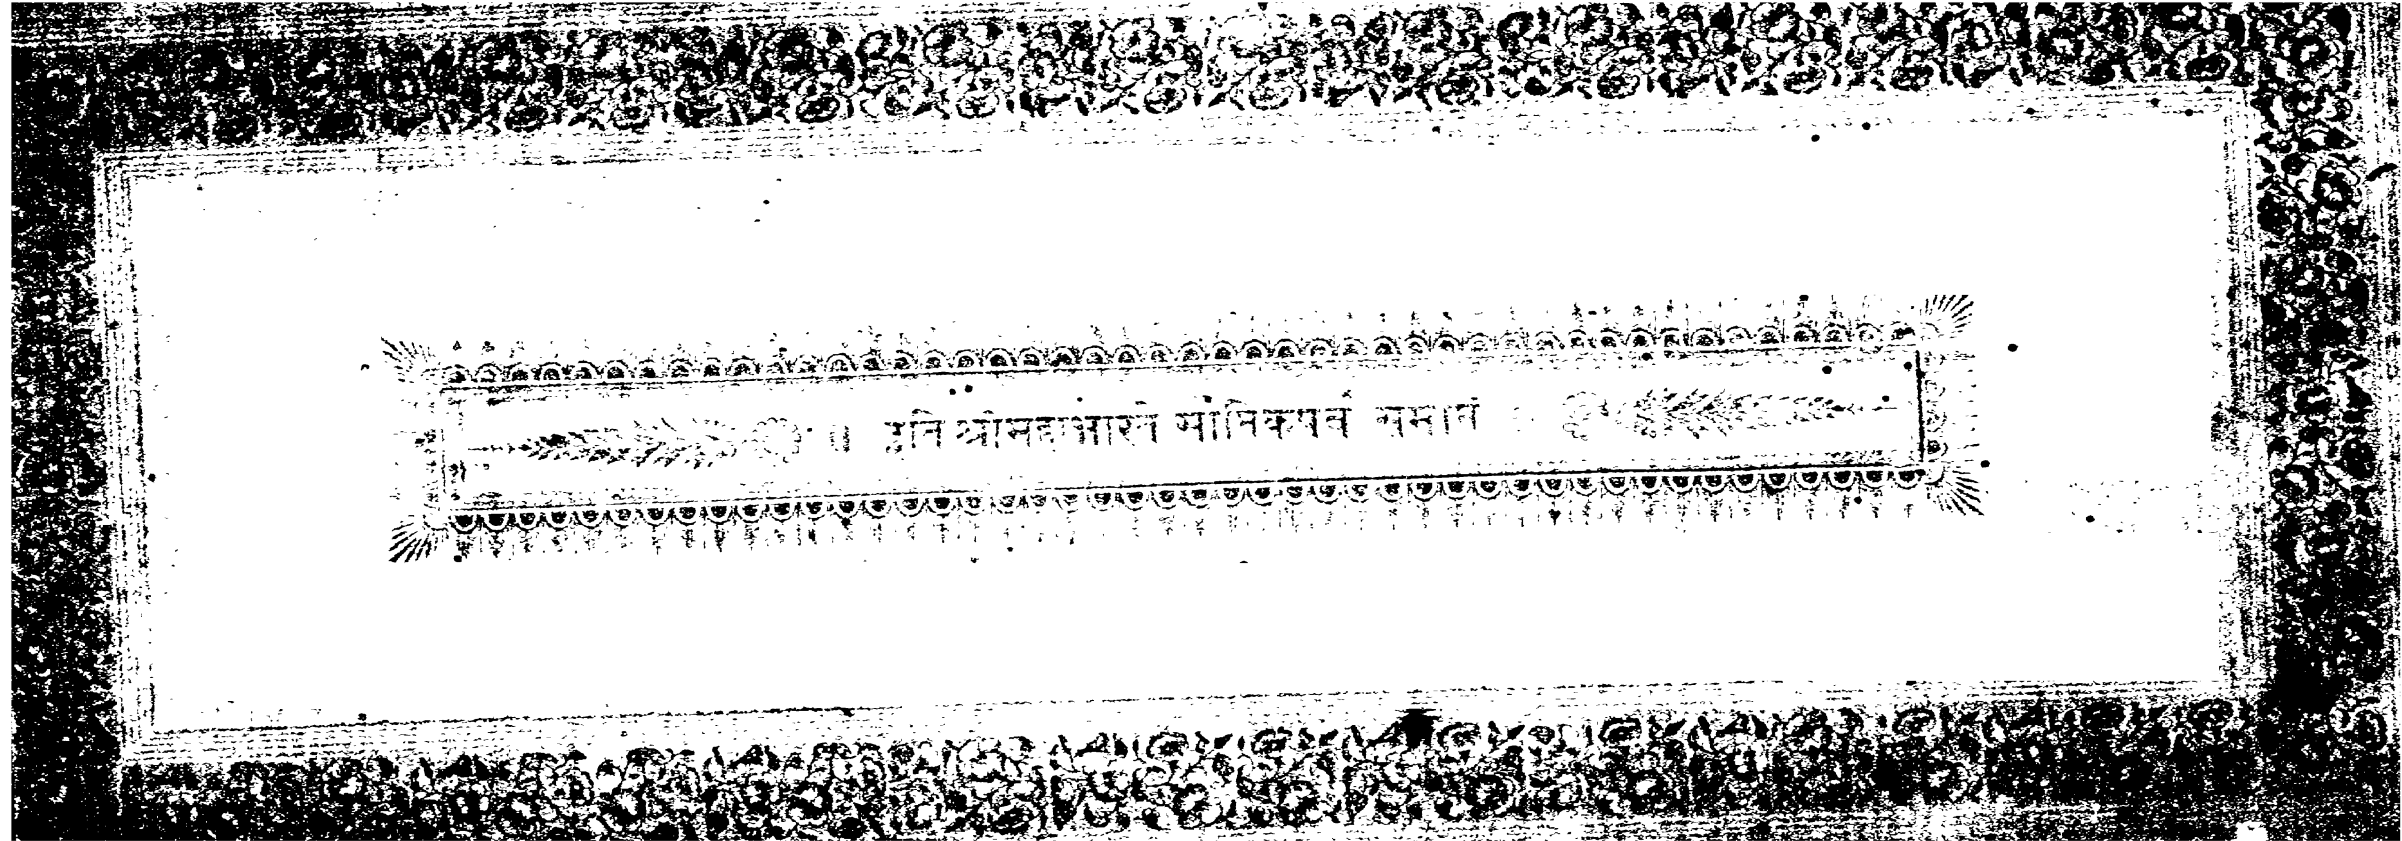 ॥ इति श्रीमहाभारते सौप्तिकपर्व समाप्तं ॥